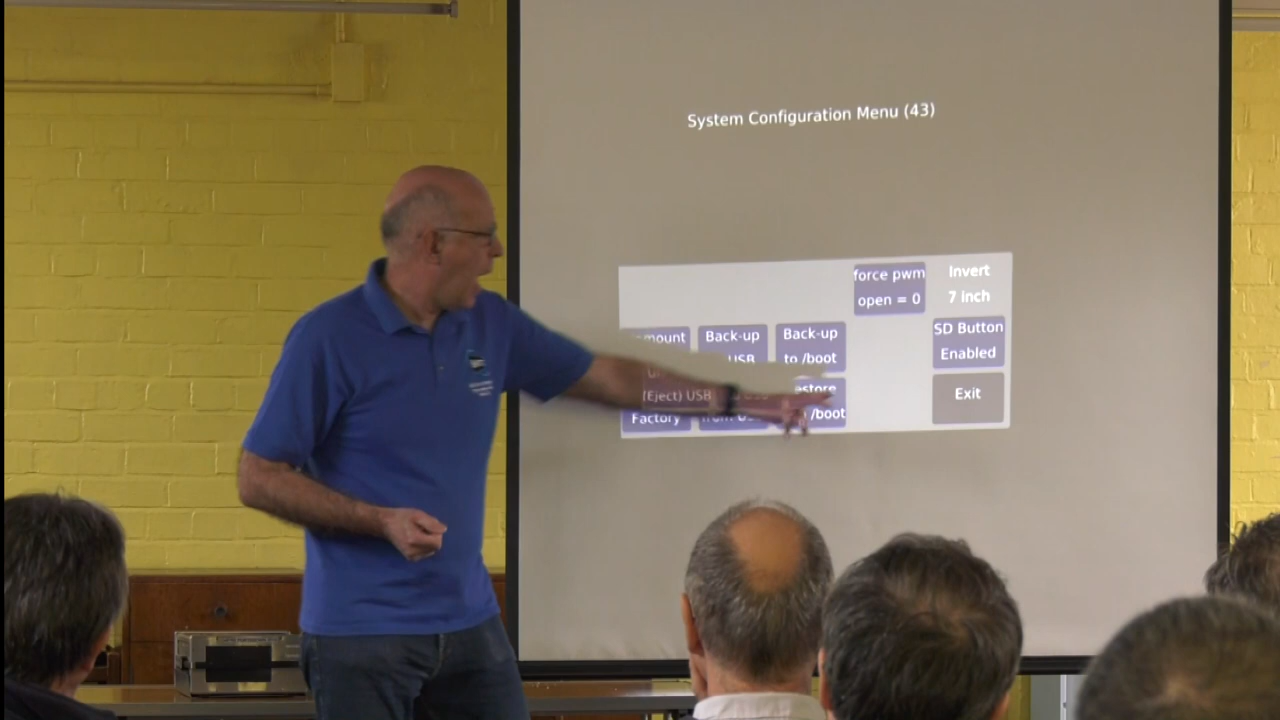 System Configuration Menu (43)
force pwm
open = 0
Invert
7 inch
Back-up
USB
Back-up
to /boot
SD Button
Enabled
(Eject) USB
/boot
Exit
Factory